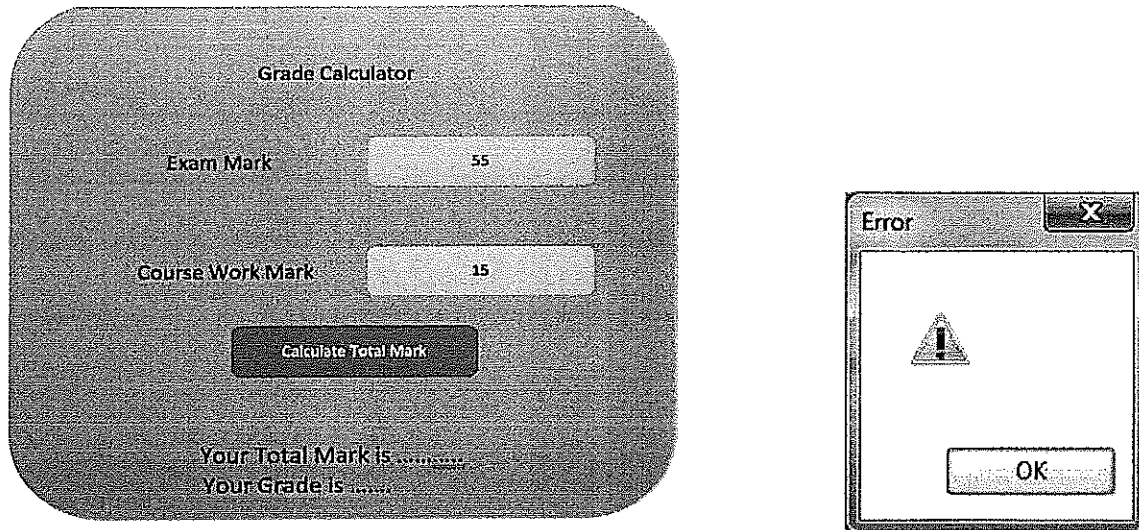 Grade Calculator
Exam Mark 55
Course Work Mark 15
Calculate Total Mark
Your Total Mark is ............
Your Grade is .......
Error
X
OK